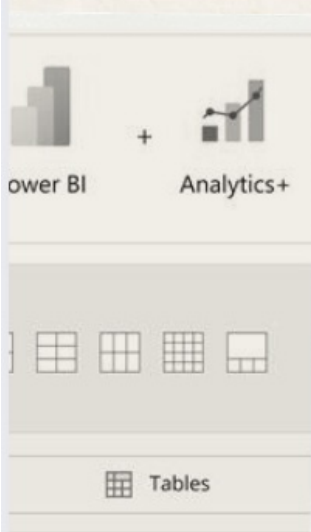 ower BI + Analytics+
Tables